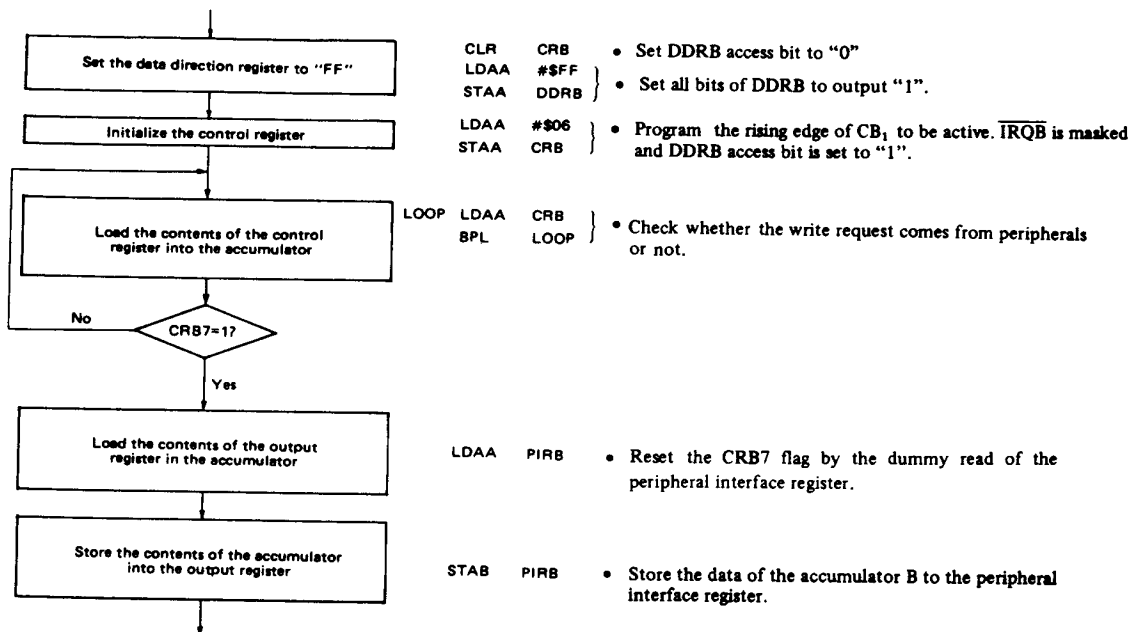 Set the data direction register to "FF"
CLR CRB • Set DDRB access bit to "0"
LDAA #$FF
STAA DDRB } • Set all bits of DDRB to output "1".
Initialize the control register
LDAA #$06 } • Program the rising edge of CB₁ to be active. I̅R̅Q̅B̅ is masked
STAA CRB and DDRB access bit is set to "1".
Load the contents of the control
register into the accumulator
LOOP LDAA CRB } • Check whether the write request comes from peripherals
BPL LOOP or not.
No
CRB7=1?
Yes
Load the contents of the output
register in the accumulator
LDAA PIRB • Reset the CRB7 flag by the dummy read of the
peripheral interface register.
Store the contents of the accumulator
into the output register
STAB PIRB • Store the data of the accumulator B to the peripheral
interface register.